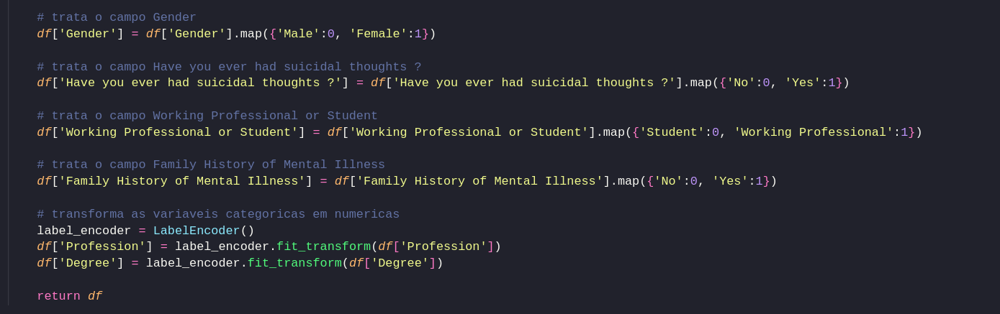 # trata o campo Gender
df['Gender'] = df['Gender'].map({'Male':0, 'Female':1})
# trata o campo Have you ever had suicidal thoughts ?
df['Have you ever had suicidal thoughts ?'] = df['Have you ever had suicidal thoughts ?'].map({'No':0, 'Yes':1})
# trata o campo Working Professional or Student
df['Working Professional or Student'] = df['Working Professional or Student'].map({'Student':0, 'Working Professional':1})
# trata o campo Family History of Mental Illness
df['Family History of Mental Illness'] = df['Family History of Mental Illness'].map({'No':0, 'Yes':1})
# transforma as variaveis categoricas em numericas
label_encoder = LabelEncoder()
df['Profession'] = label_encoder.fit_transform(df['Profession'])
df['Degree'] = label_encoder.fit_transform(df['Degree'])
return df